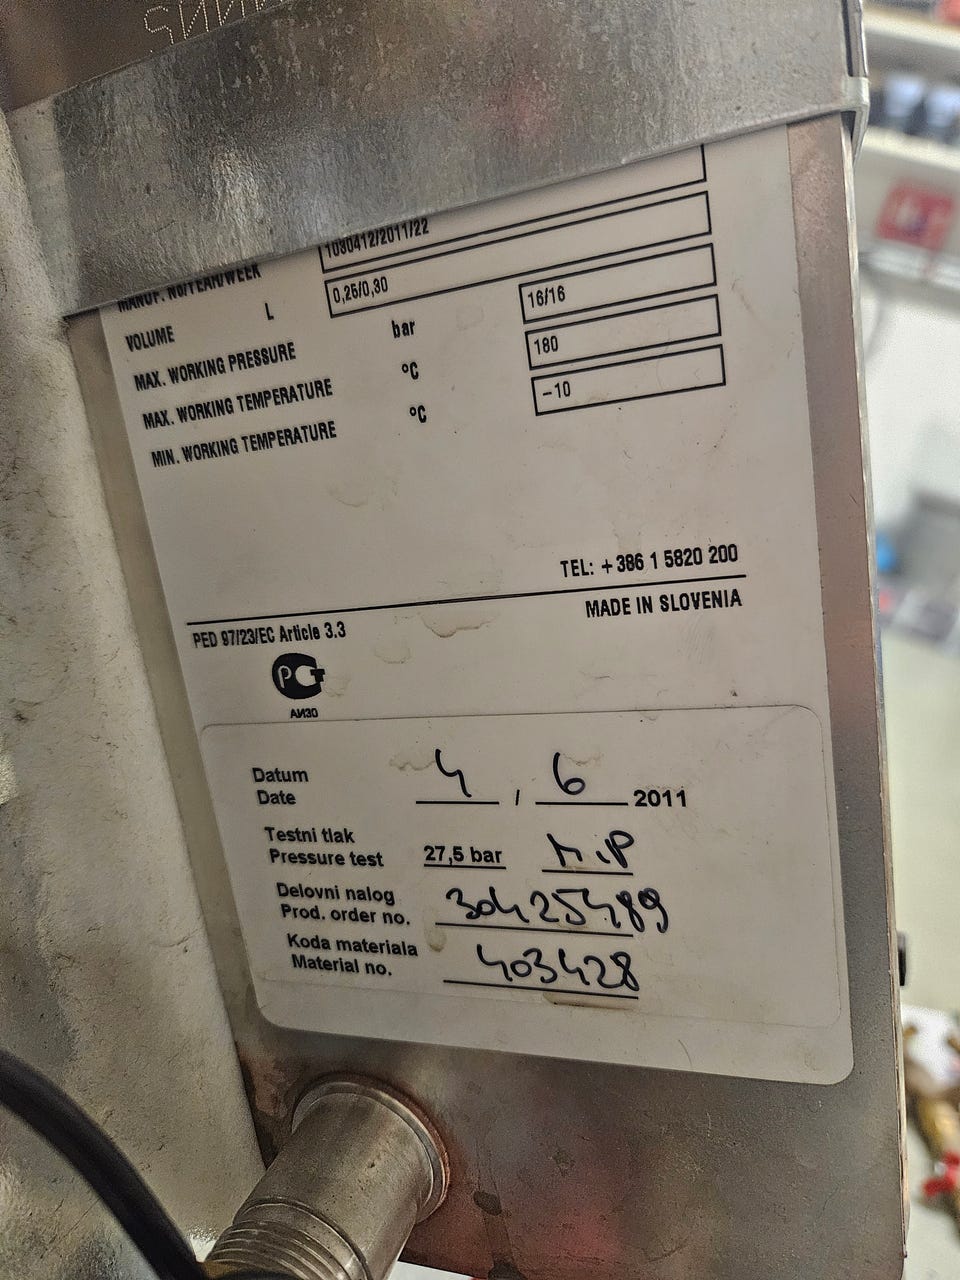 MANUF. NO/YEAR/WEEK 1080412/2011/22
VOLUME L 0,25/0,30
MAX. WORKING PRESSURE bar 16/16
MAX. WORKING TEMPERATURE °C 180
MIN. WORKING TEMPERATURE °C -10
TEL: +386 1 5820 200
MADE IN SLOVENIA
PED 97/23/EC Article 3.3
АИ30
Datum
Date 4 / 6 2011
Testni tlak
Pressure test 27,5 bar M.P
Delovni nalog
Prod. order no. 30425489
Koda materiala
Material no. 403428